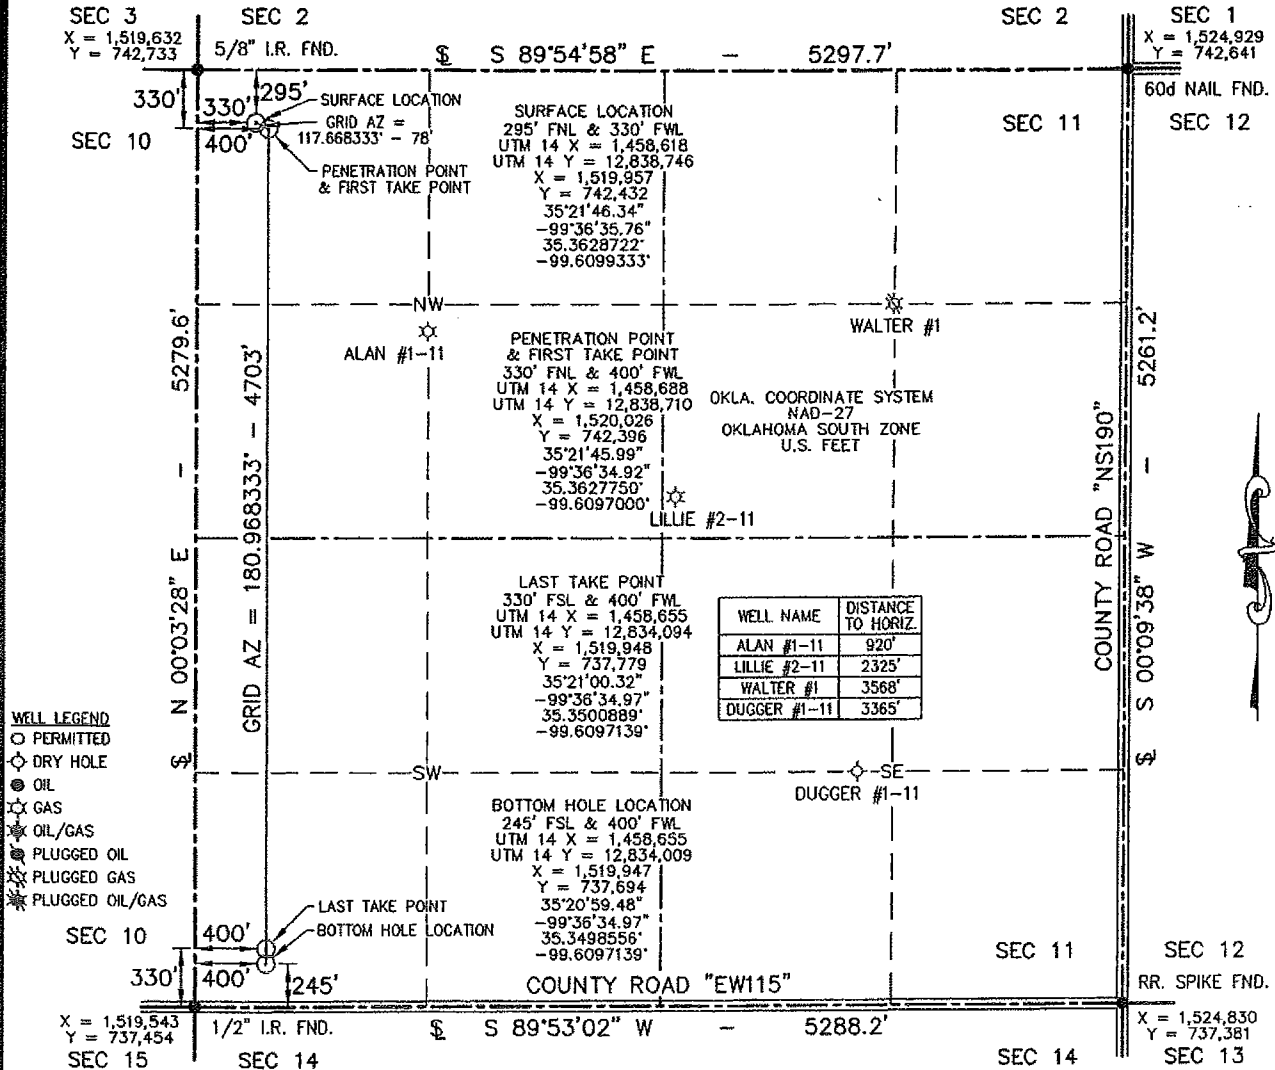 SEC 3
SEC 2
SEC 2
SEC 1
X = 1,519,632
Y = 742,733
5/8" I.R. FND.
S 89°54'58" E - 5297.7'
X = 1,524,929
Y = 742,641
60d NAIL FND.
330'
330'
295'
400'
SEC 10
SURFACE LOCATION
GRID AZ =
117.668333° - 78'
PENETRATION POINT
& FIRST TAKE POINT
SURFACE LOCATION
295' FNL & 330' FWL
UTM 14 X = 1,458,618
UTM 14 Y = 12,838,746
X = 1,519,957
Y = 742,432
35°21'46.34"
-99°36'35.76"
35.3628722°
-99.6099333°
SEC 11
SEC 12
NW
ALAN #1-11
WALTER #1
PENETRATION POINT
& FIRST TAKE POINT
330' FNL & 400' FWL
UTM 14 X = 1,458,688
UTM 14 Y = 12,838,710
X = 1,520,026
Y = 742,396
35°21'45.99"
-99°36'34.92"
35.3627750°
-99.6097000°
LILLIE #2-11
OKLA. COORDINATE SYSTEM
NAD-27
OKLAHOMA SOUTH ZONE
U.S. FEET
N 00°03'28" E - 5279.6'
GRID AZ = 180.968333° - 4703'
COUNTY ROAD "NS190"
S 00°09'38" W - 5261.2'
LAST TAKE POINT
330' FSL & 400' FWL
UTM 14 X = 1,458,655
UTM 14 Y = 12,834,094
X = 1,519,948
Y = 737,779
35°21'00.32"
-99°36'34.97"
35.3500889°
-99.6097139°
WELL NAME DISTANCE TO HORIZ.
ALAN #1-11 920'
LILLIE #2-11 2325'
WALTER #1 3568'
DUGGER #1-11 3365'
WELL LEGEND
PERMITTED
DRY HOLE
OIL
GAS
OIL/GAS
PLUGGED OIL
PLUGGED GAS
PLUGGED OIL/GAS
SW
SE
DUGGER #1-11
BOTTOM HOLE LOCATION
245' FSL & 400' FWL
UTM 14 X = 1,458,655
UTM 14 Y = 12,834,009
X = 1,519,947
Y = 737,694
35°20'59.48"
-99°36'34.97"
35.3498556°
-99.6097139°
LAST TAKE POINT
BOTTOM HOLE LOCATION
SEC 10
400'
330'
400'
245'
COUNTY ROAD "EW115"
SEC 11
SEC 12
RR. SPIKE FND.
X = 1,519,543
Y = 737,454
1/2" I.R. FND.
S 89°53'02" W - 5288.2'
X = 1,524,830
Y = 737,381
SEC 15
SEC 14
SEC 14
SEC 13